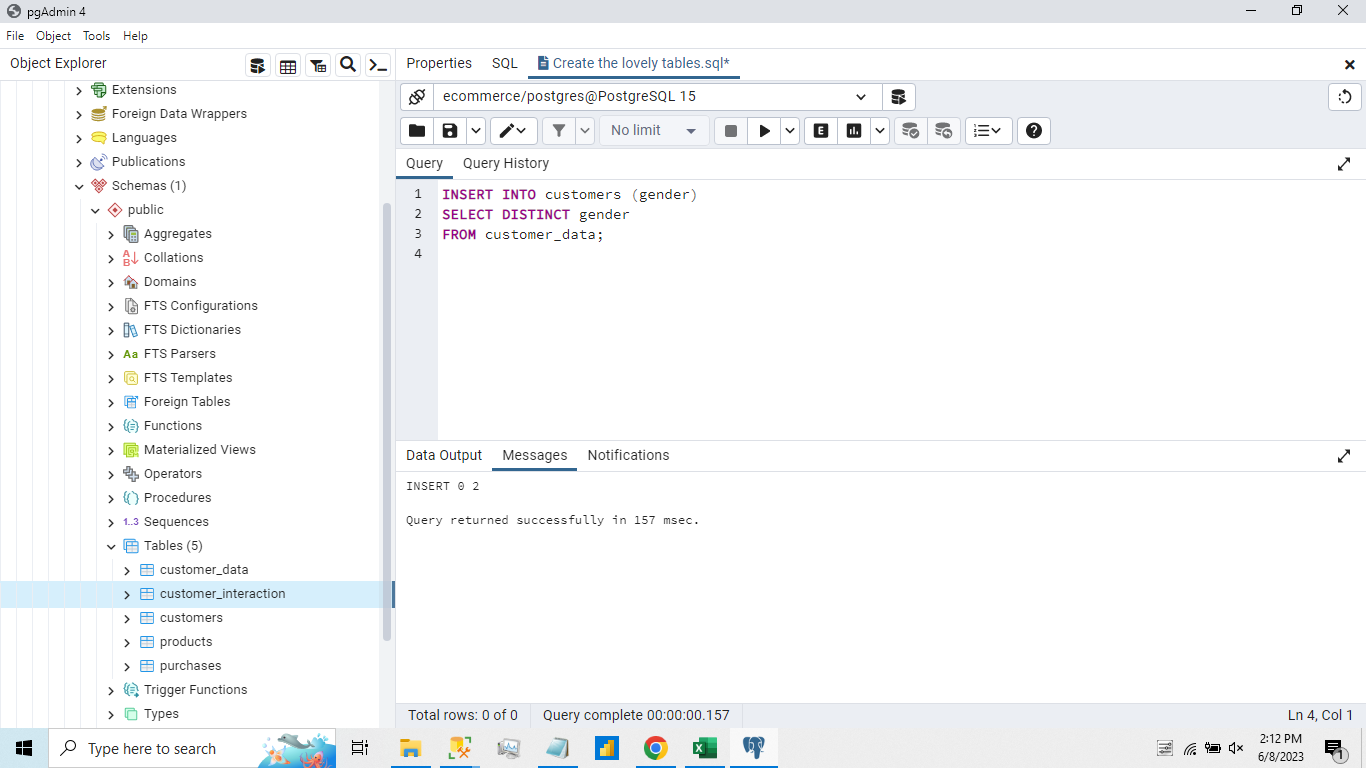 pgAdmin 4
File Object Tools Help
Object Explorer
Properties SQL Create the lovely tables.sql*
ecommerce/postgres@PostgreSQL 15
No limit
E
Query Query History
Extensions
Foreign Data Wrappers
Languages
Publications
Schemas (1)
public
Aggregates
Collations
Domains
FTS Configurations
FTS Dictionaries
Aa FTS Parsers
FTS Templates
Foreign Tables
Functions
Materialized Views
Operators
Procedures
1..3 Sequences
Tables (5)
customer_data
customer_interaction
customers
products
purchases
Trigger Functions
Types
1 INSERT INTO customers (gender)
2 SELECT DISTINCT gender
3 FROM customer_data;
4
Data Output Messages Notifications
INSERT 0 2
Query returned successfully in 157 msec.
Total rows: 0 of 0 Query complete 00:00:00.157 Ln 4, Col 1
Type here to search
2:12 PM
6/8/2023
1